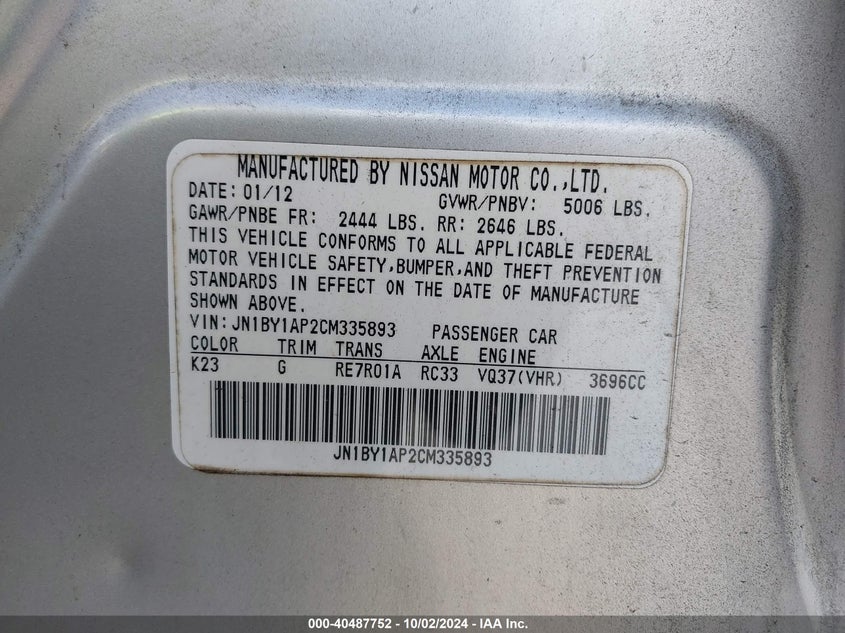 MANUFACTURED BY NISSAN MOTOR CO.,LTD.
DATE: 01/12 GVWR/PNBV: 5006 LBS.
GAWR/PNBE FR: 2444 LBS. RR: 2646 LBS.
THIS VEHICLE CONFORMS TO ALL APPLICABLE FEDERAL
MOTOR VEHICLE SAFETY,BUMPER,AND THEFT PREVENTION
STANDARDS IN EFFECT ON THE DATE OF MANUFACTURE
SHOWN ABOVE.
VIN:JN1BY1AP2CM335893 PASSENGER CAR
COLOR TRIM TRANS AXLE ENGINE
K23 G RE7R01A RC33 VQ37(VHR) 3696CC
JN1BY1AP2CM335893
000-40487752 - 10/02/2024 - IAA Inc.